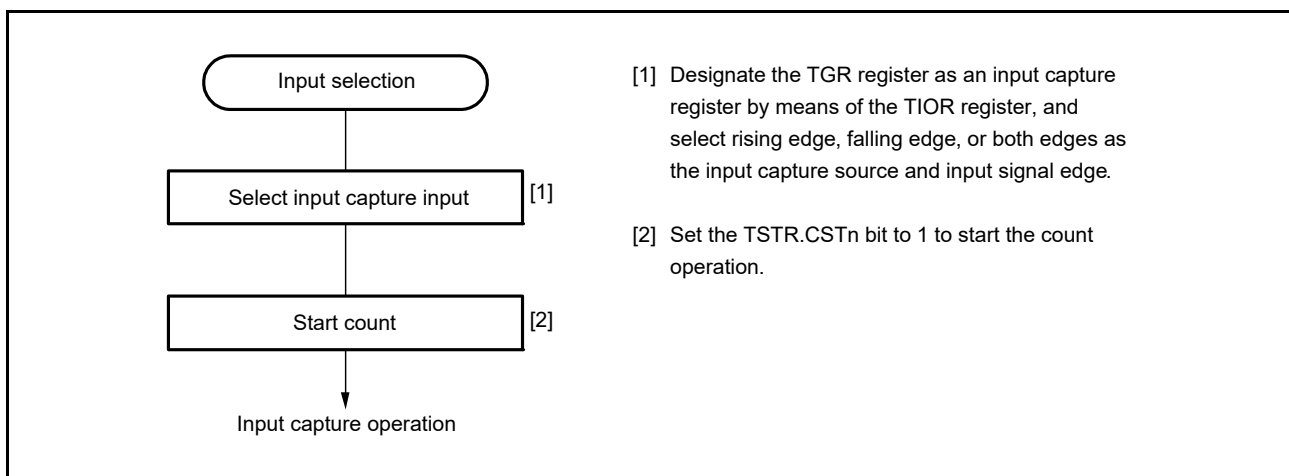 Input selection
Select input capture input
[1]
Start count
[2]
Input capture operation
[1] Designate the TGR register as an input capture
register by means of the TIOR register, and
select rising edge, falling edge, or both edges as
the input capture source and input signal edge.
[2] Set the TSTR.CSTn bit to 1 to start the count
operation.